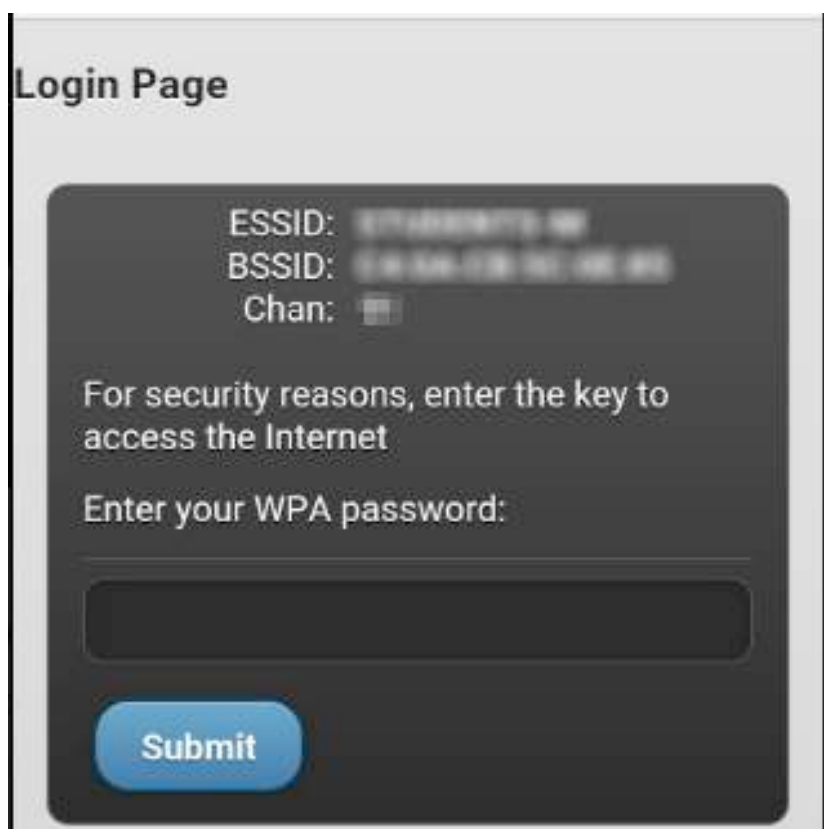 Login Page
ESSID:
BSSID:
Chan:
For security reasons, enter the key to
access the Internet
Enter your WPA password:
Submit